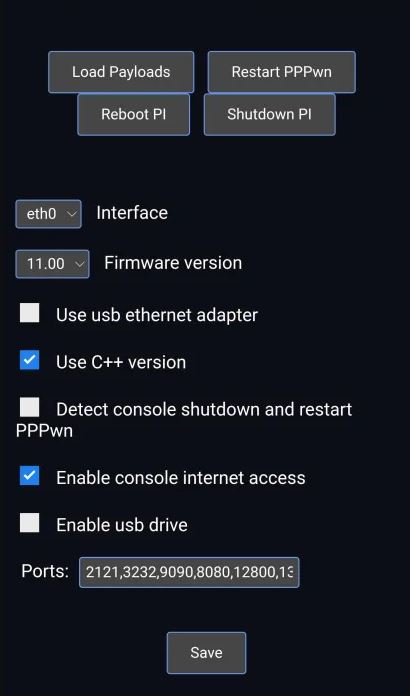 Load Payloads Restart PPPwn
Reboot PI Shutdown PI
eth0 Interface
11.00 Firmware version
Use usb ethernet adapter
Use C++ version
Detect console shutdown and restart
PPPwn
Enable console internet access
Enable usb drive
Ports: 2121,3232,9090,8080,12800,13
Save